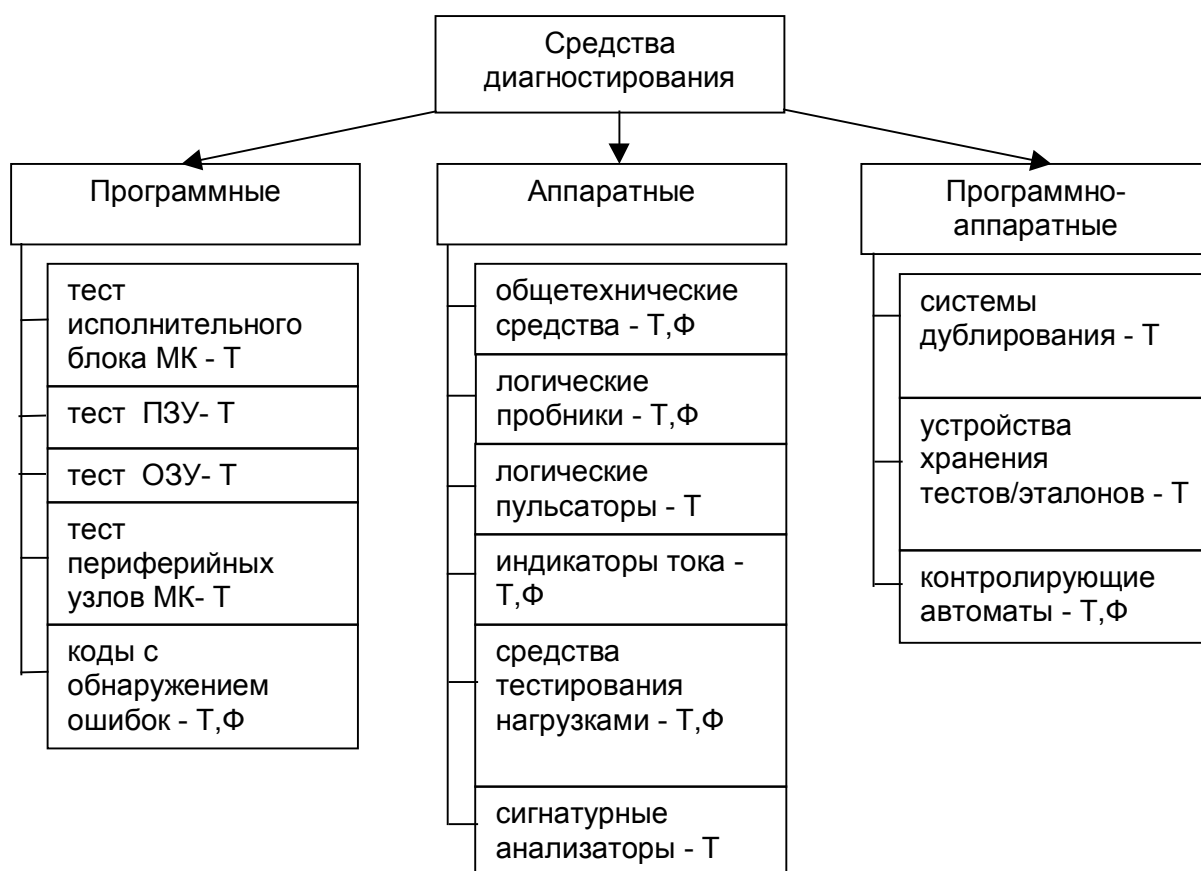 Средства
диагностирования
Программные
тест
исполнительного
блока МК - Т
тест ПЗУ- Т
тест ОЗУ- Т
тест
периферийных
узлов МК- Т
коды с
обнаружением
ошибок - Т,Ф
Аппаратные
общетехнические
средства - Т,Ф
логические
пробники - Т,Ф
логические
пульсаторы - Т
индикаторы тока -
Т,Ф
средства
тестирования
нагрузками - Т,Ф
сигнатурные
анализаторы - Т
Программно-
аппаратные
системы
дублирования - Т
устройства
хранения
тестов/эталонов - Т
контролирующие
автоматы - Т,Ф